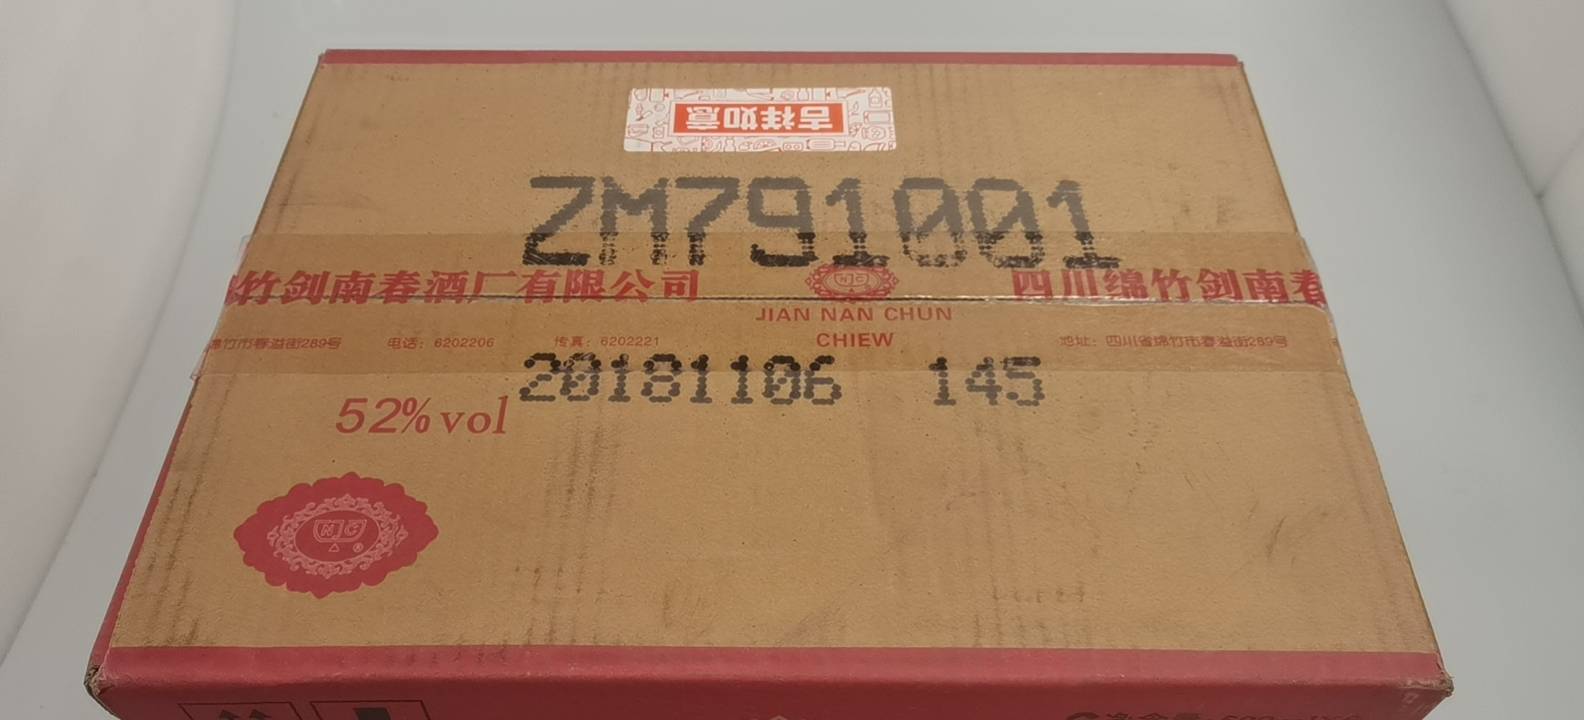 吉祥如意
ZM791001
竹剑南春酒厂有限公司 四川绵竹剑南春
JIAN NAN CHUN
CHIEW
绵竹市春溢街289号 电话：6202206 传真：6202221 地址：四川省绵竹市春溢街289号
20181106 145
52%vol
NC